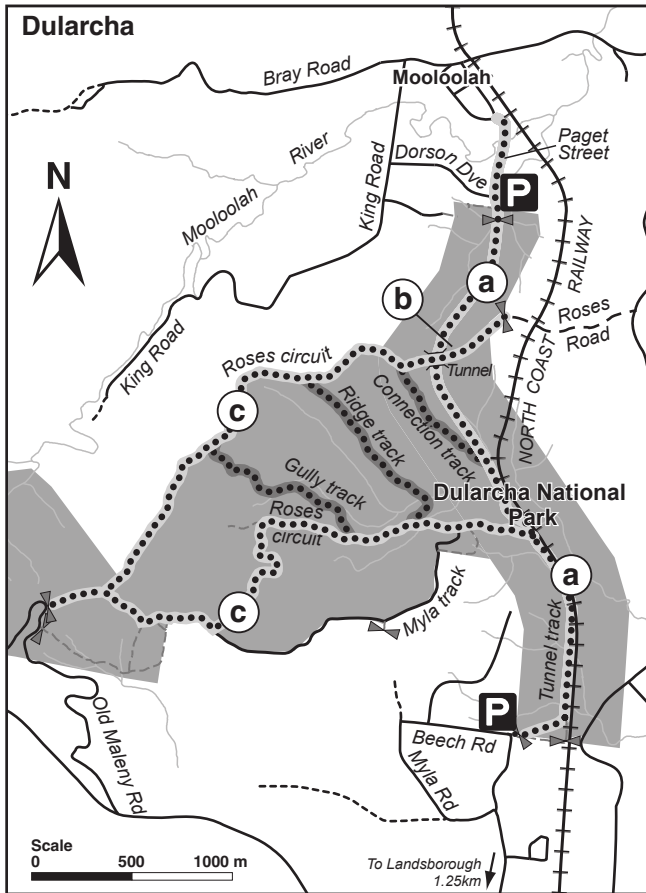 Dularcha
Bray Road
Mooloolah
Paget
Street
River
Mooloolah
King Road
Dorson Dve
P
N
RAILWAY
a
b
Roses
Road
King Road
Roses circuit
Tunnel
NORTH COAST
c
Ridge track
Connection track
Gully track
Dularcha National
Park
Roses
circuit
a
c
Myla track
Tunnel track
P
Old Maleny Rd
Beech Rd
Myla Rd
Scale
0 500 1000 m
To Landsborough
1.25km